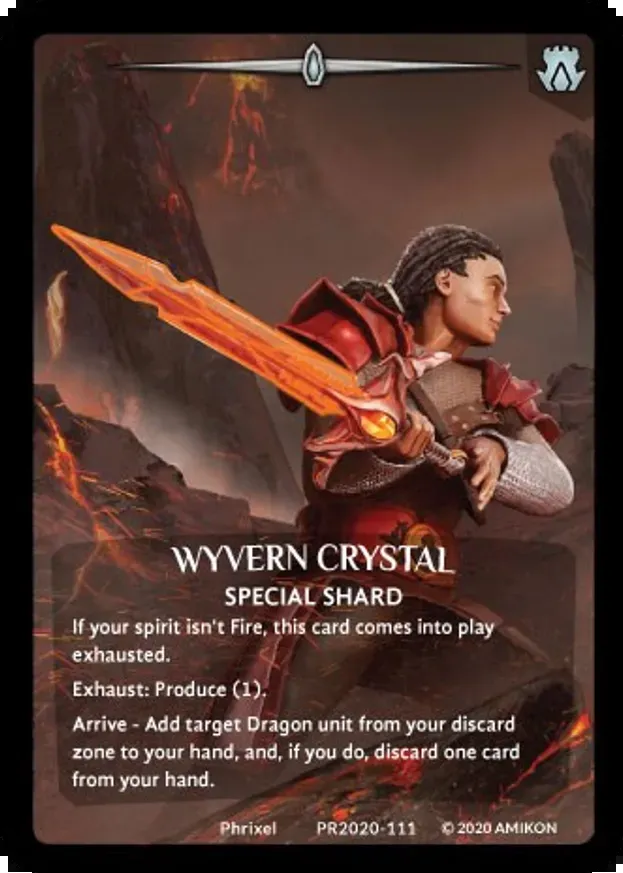 WYVERN CRYSTAL
SPECIAL SHARD
If your spirit isn't Fire, this card comes into play
exhausted.
Exhaust: Produce (1).
Arrive - Add target Dragon unit from your discard
zone to your hand, and, if you do, discard one card
from your hand.
Phrixel PR2020-111 © 2020 AMIKON